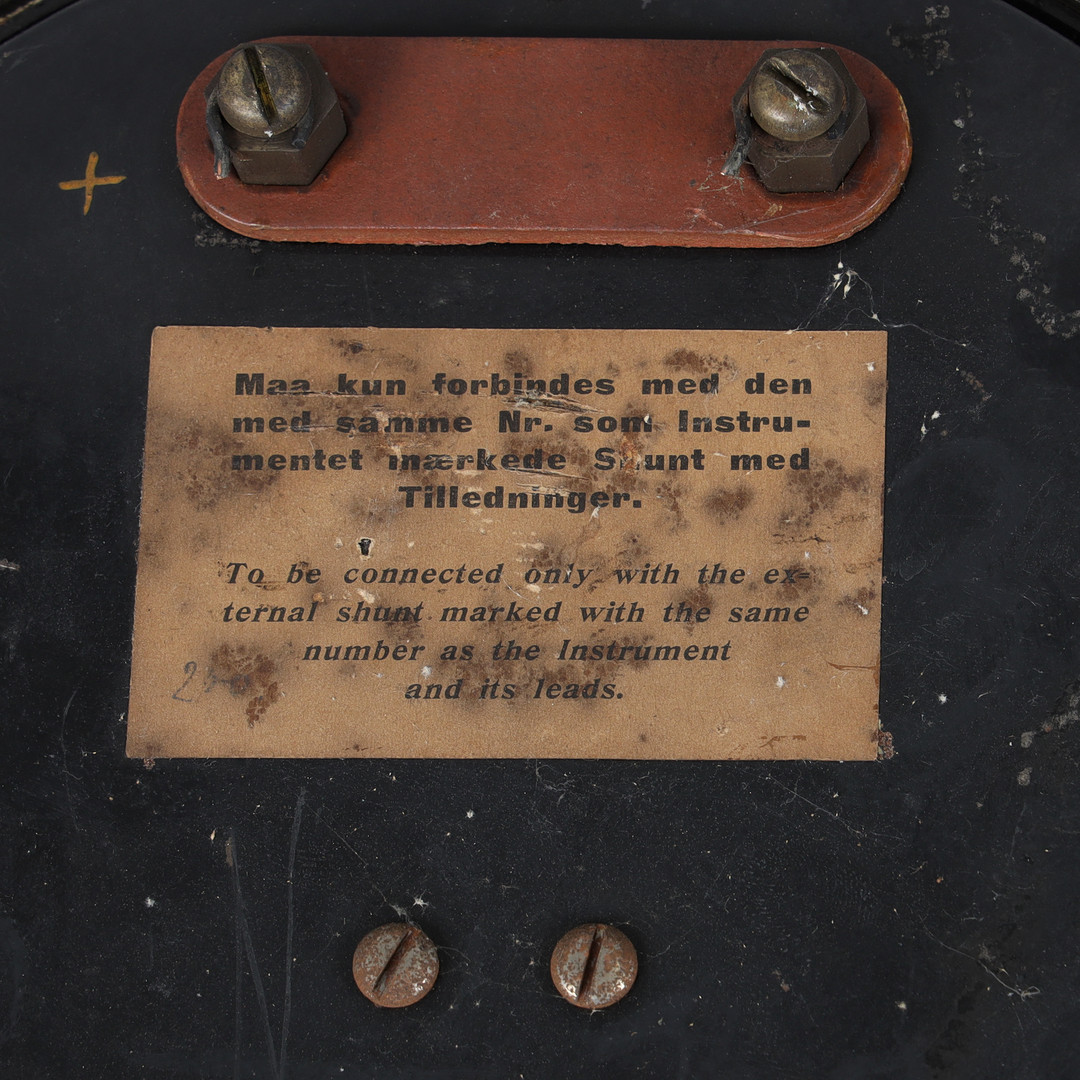 +
Maa kun forbindes med den
med samme Nr. som Instru-
mentet mærkede Shunt med
Tilledninger.
To be connected only with the ex-
ternal shunt marked with the same
number as the Instrument
and its leads.